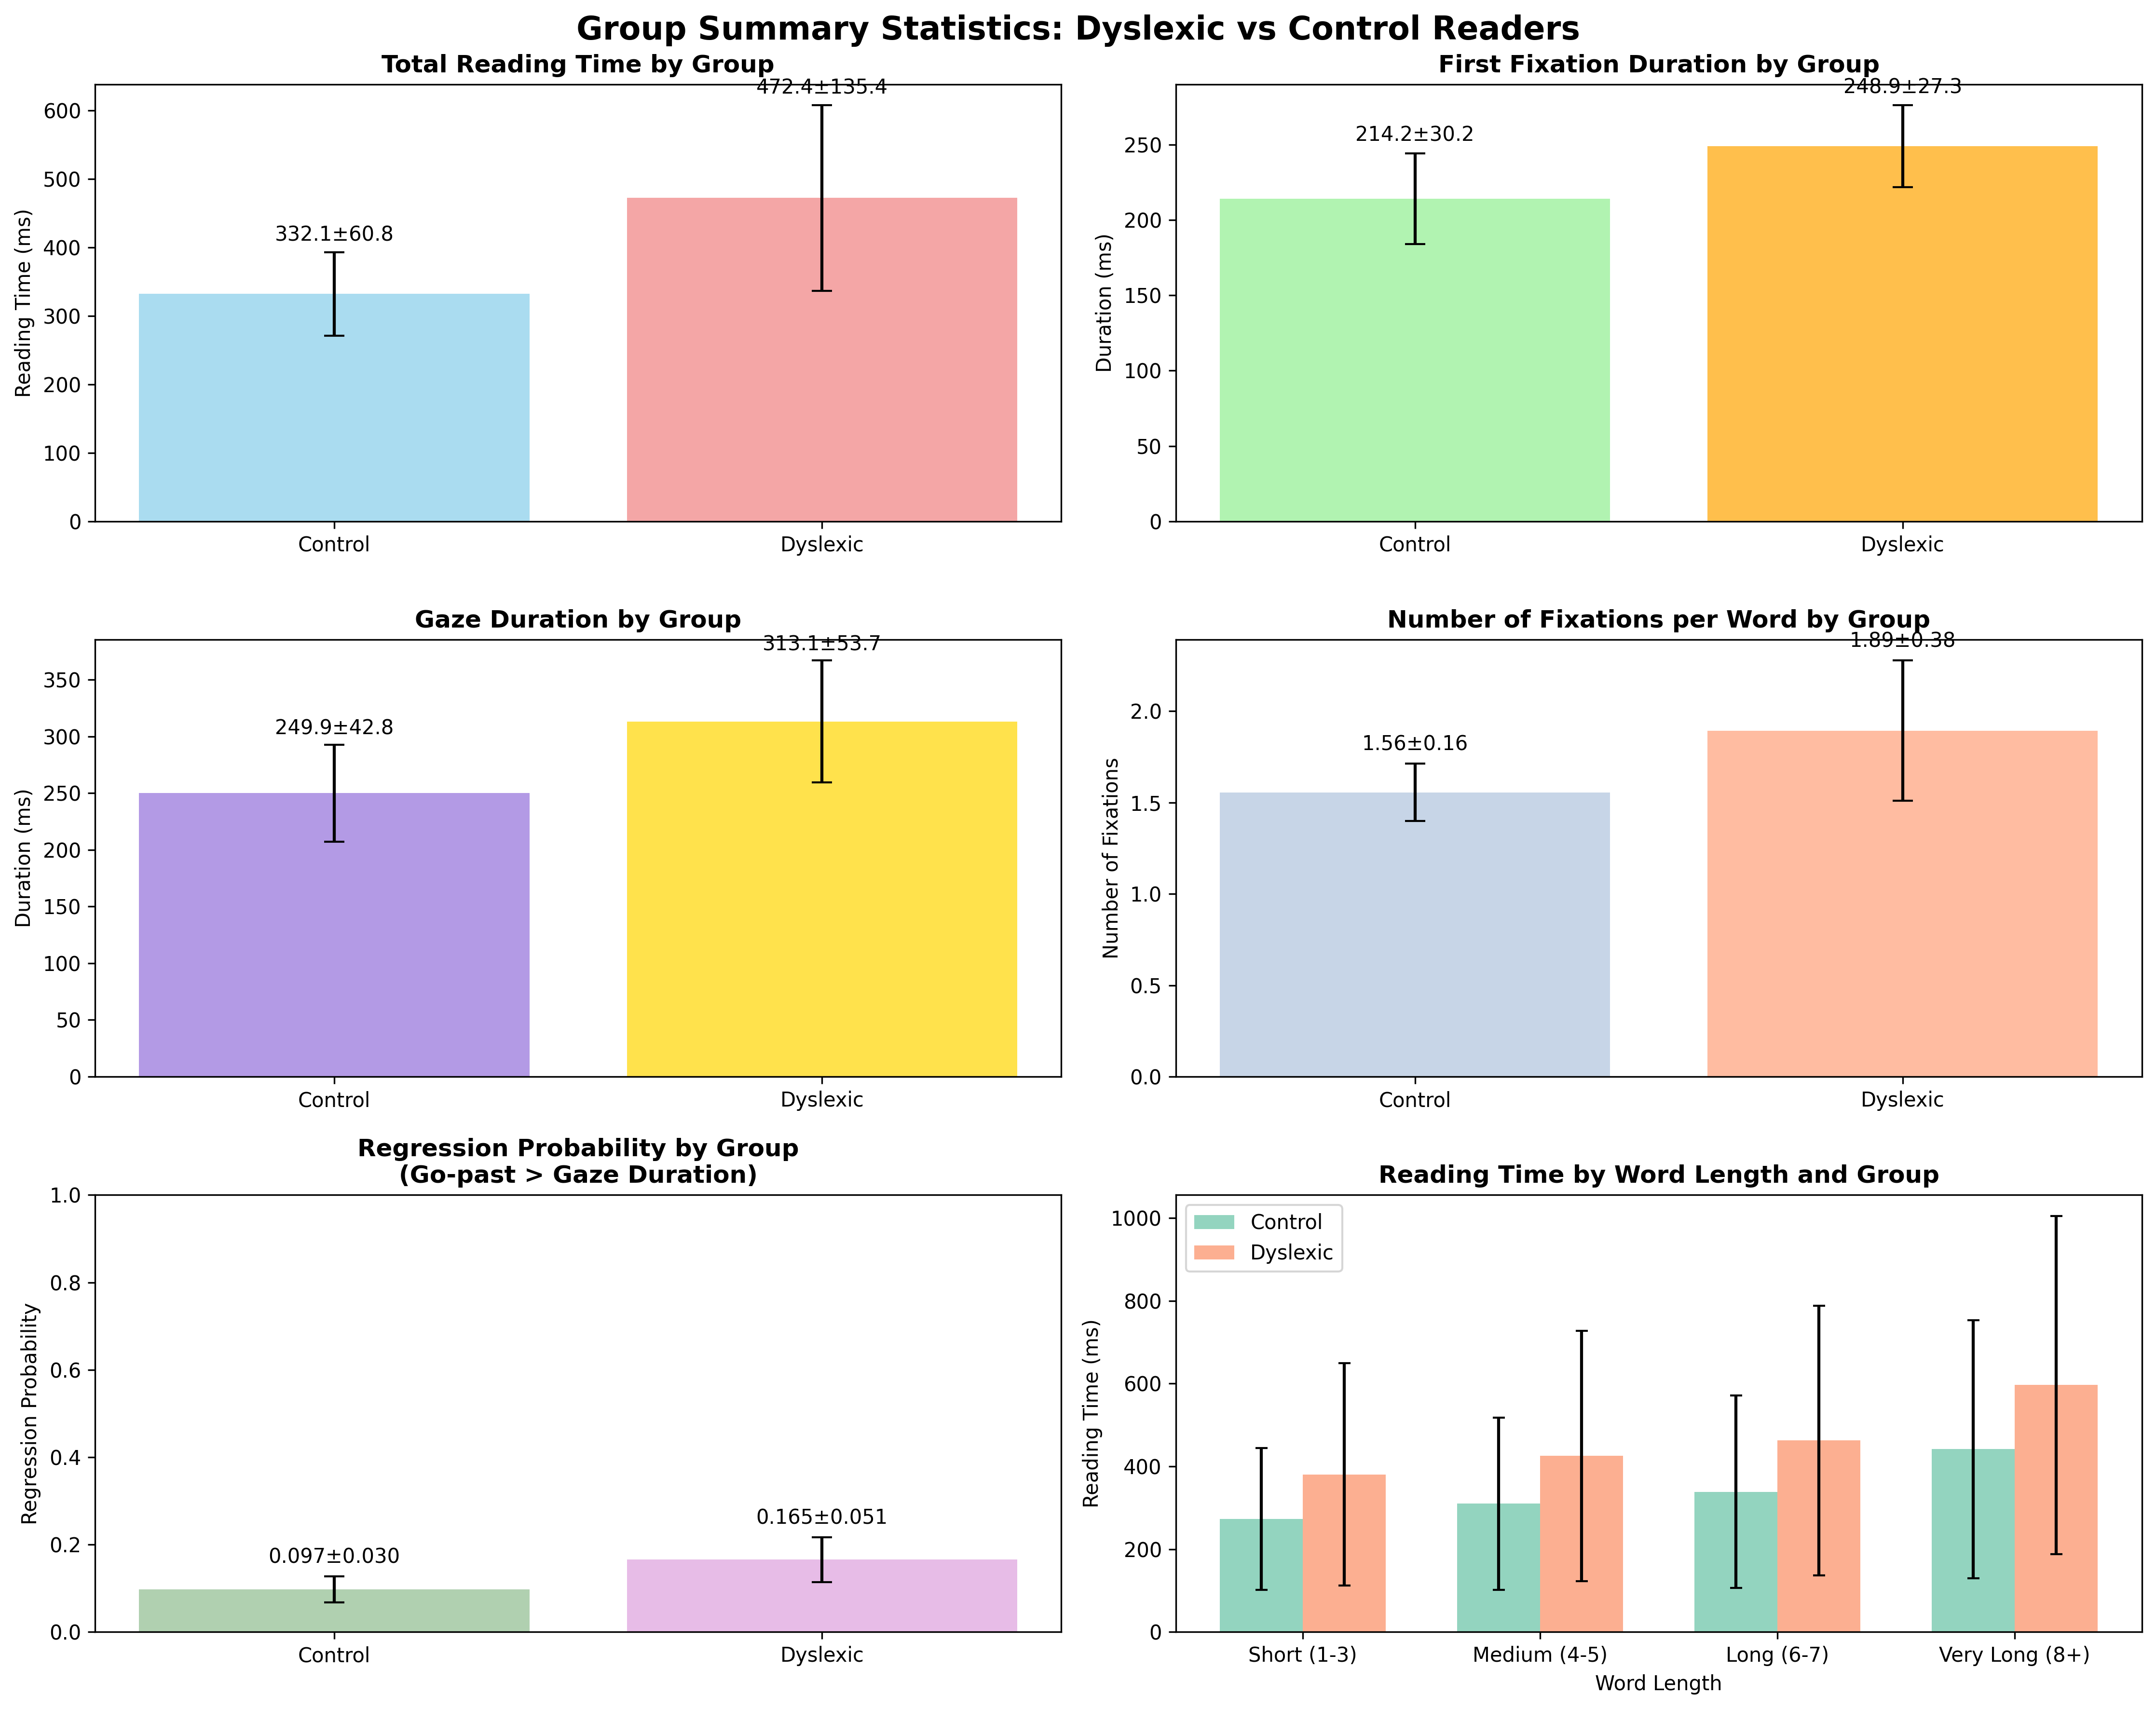 Group Summary Statistics: Dyslexic vs Control Readers
Total Reading Time by Group
472.4±135.4
332.1±60.8
600
500
400
300
200
100
0
Reading Time (ms)
Control
Dyslexic
First Fixation Duration by Group
248.9±27.3
214.2±30.2
250
200
150
100
50
0
Duration (ms)
Control
Dyslexic
Gaze Duration by Group
313.1±53.7
249.9±42.8
350
300
250
200
150
100
50
0
Duration (ms)
Control
Dyslexic
Number of Fixations per Word by Group
1.89±0.38
1.56±0.16
2.0
1.5
1.0
0.5
0.0
Number of Fixations
Control
Dyslexic
Regression Probability by Group
(Go-past > Gaze Duration)
1.0
0.8
0.6
0.4
0.2
0.0
Regression Probability
0.097±0.030
0.165±0.051
Control
Dyslexic
Reading Time by Word Length and Group
Control
Dyslexic
1000
800
600
400
200
0
Reading Time (ms)
Short (1-3)
Medium (4-5)
Long (6-7)
Very Long (8+)
Word Length